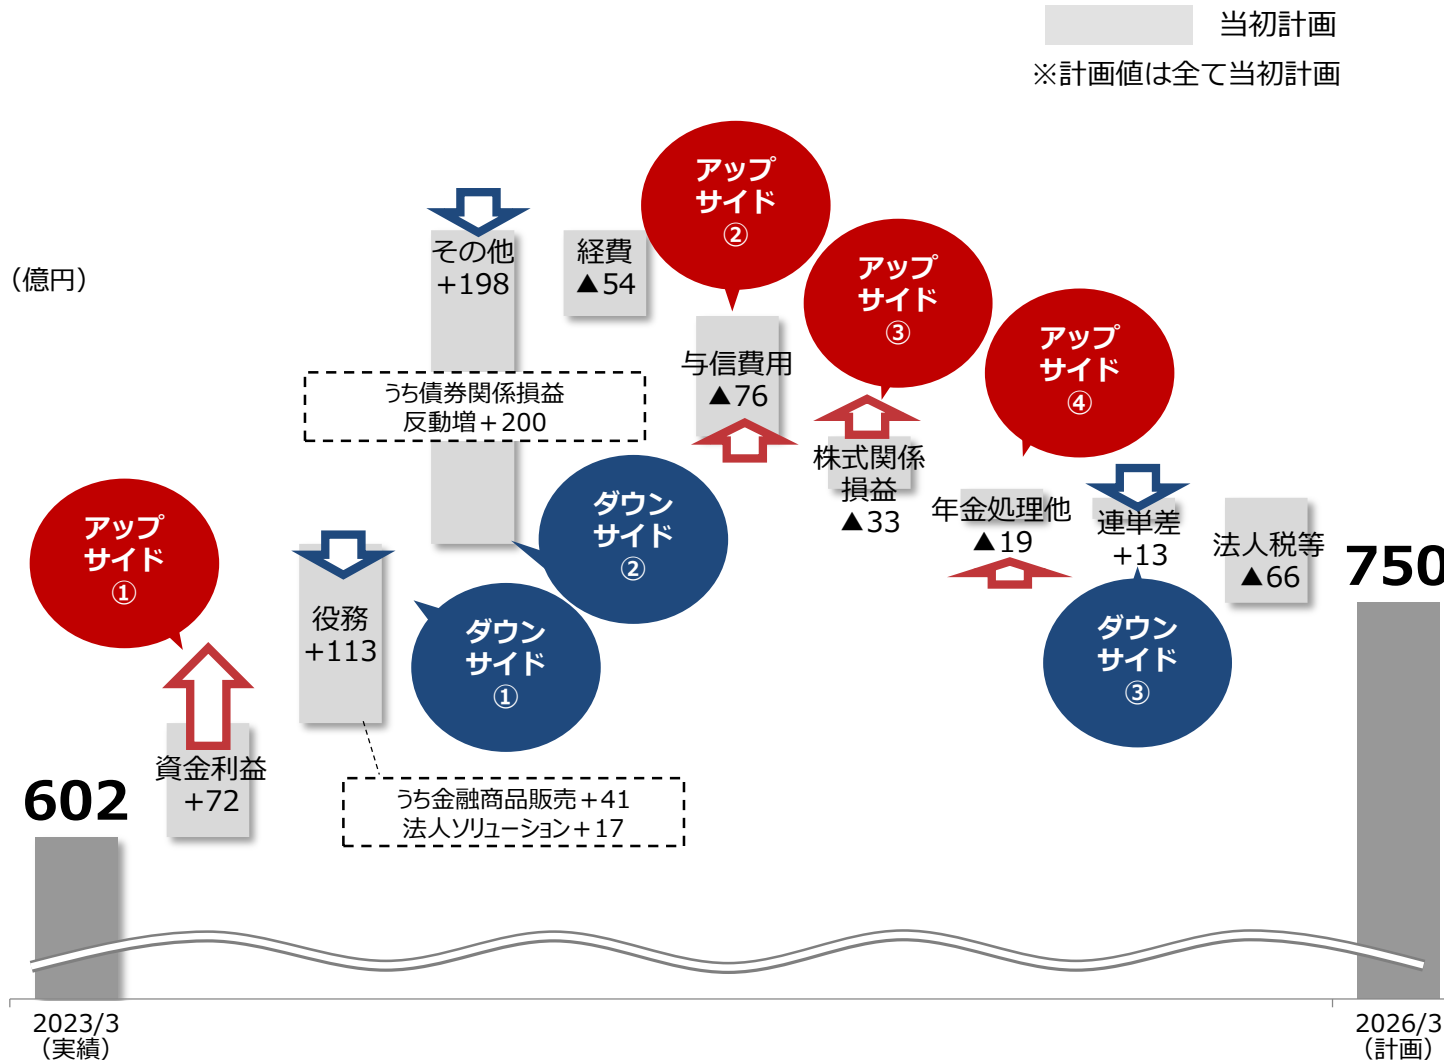 当初計画
※計画値は全て当初計画
（億円）
602
アップ
サイド
①
資金利益
+72
役務
+113
うち金融商品販売+41
法人ソリューション+17
その他
+198
うち債券関係損益
反動増+200
ダウン
サイド
①
ダウン
サイド
②
経費
▲54
アップ
サイド
②
与信費用
▲76
アップ
サイド
③
株式関係
損益
▲33
アップ
サイド
④
年金処理他
▲19
連単差
+13
ダウン
サイド
③
法人税等
▲66
750
2023/3
（実績）
2026/3
（計画）